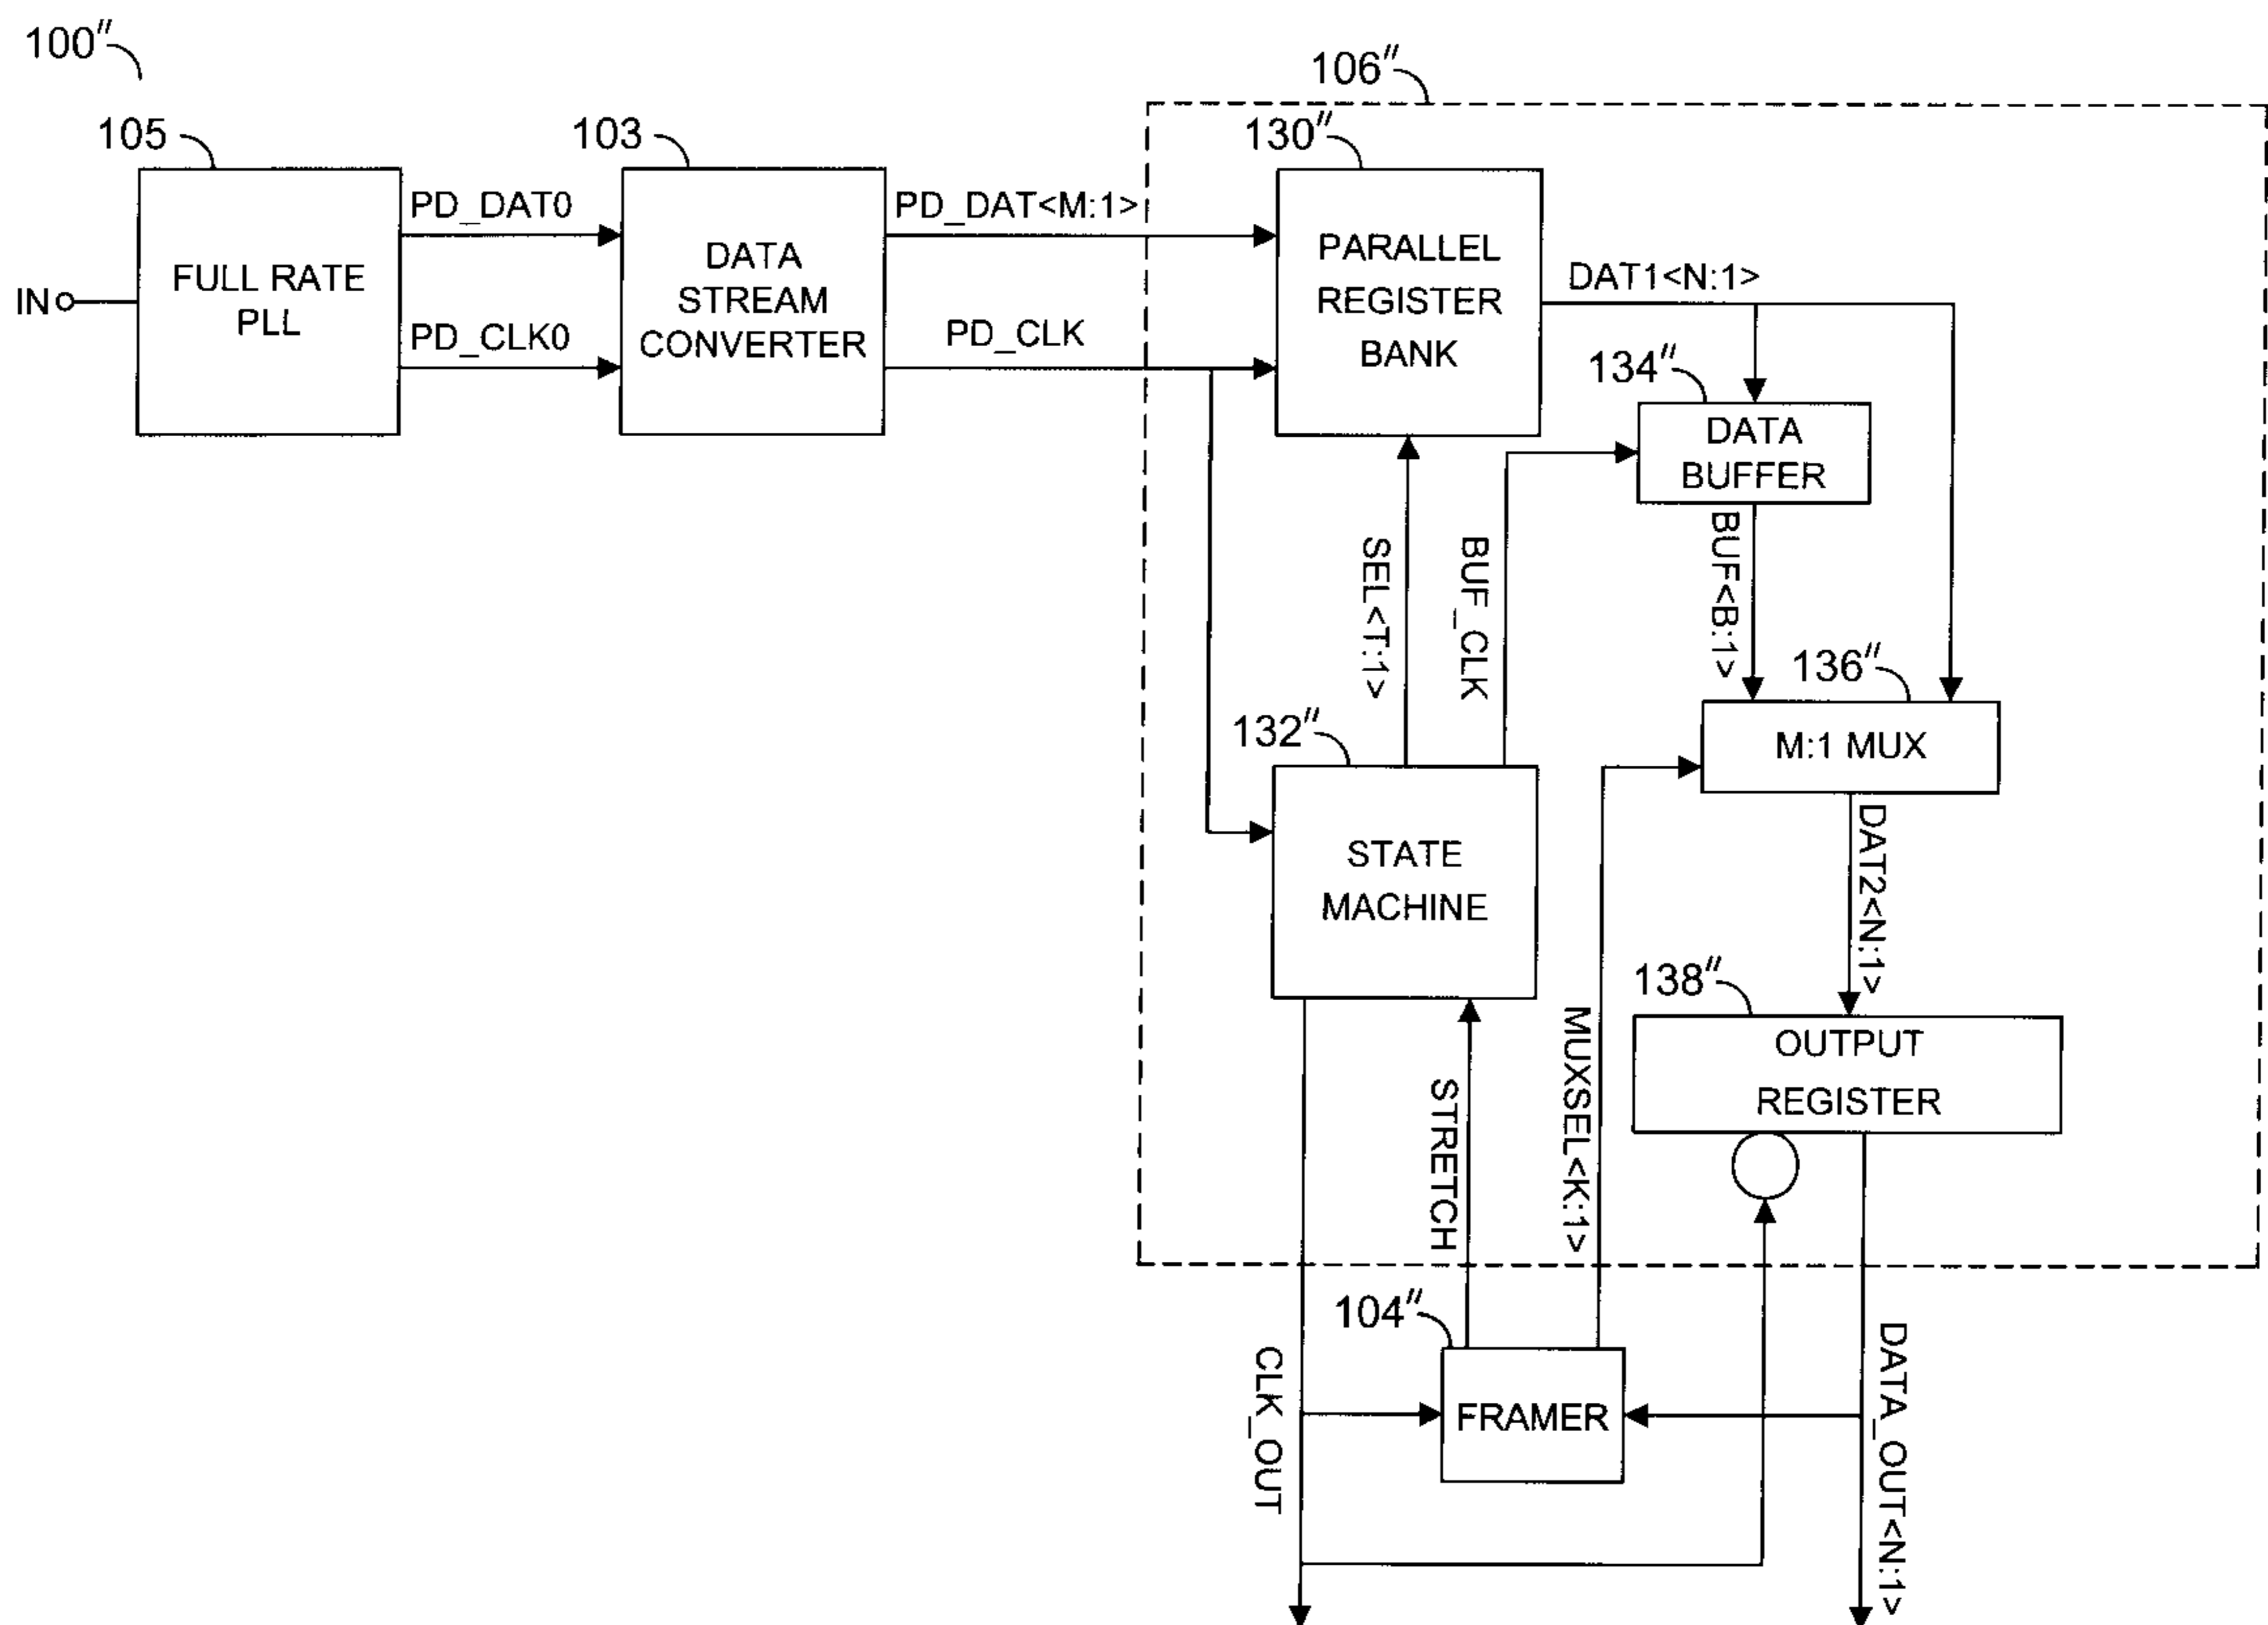 100″
106″
105
103
130″
PD_DAT0
PD_DAT<M:1>
FULL RATE
PLL
DATA
STREAM
CONVERTER
PARALLEL
REGISTER
BANK
DAT1<N:1>
IN
PD_CLK0
PD_CLK
134″
DATA
BUFFER
SEL<T:1>
BUF_CLK
BUF<B:1>
136″
M:1 MUX
132″
STATE
MACHINE
DAT2<N:1>
138″
OUTPUT
REGISTER
STRETCH
MUXSEL<K:1>
104″
FRAMER
CLK_OUT
DATA_OUT<N:1>